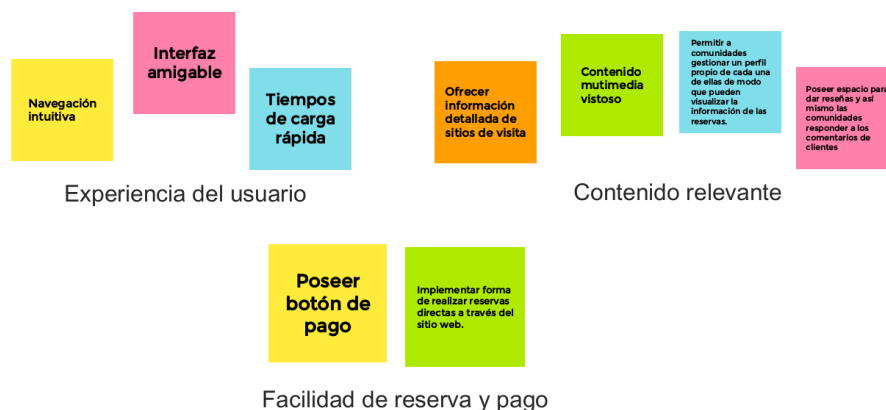 Navegación
intuitiva
Interfaz
amigable
Tiempos
de carga
rápida
Experiencia del usuario
Ofrecer
información
detallada de
sitios de visita
Contenido
mutimedia
vistoso
Permitir a
comunidades
gestionar un perfil
propio de cada una
de ellas de modo
que pueden
visualizar la
información de las
reservas.
Poseer espacio para
dar reseñas y así
mismo las
comunidades
responder a los
comentarios de
clientes
Contenido relevante
Poseer
botón de
pago
Implementar forma
de realizar reservas
directas a través del
sitio web.
Facilidad de reserva y pago